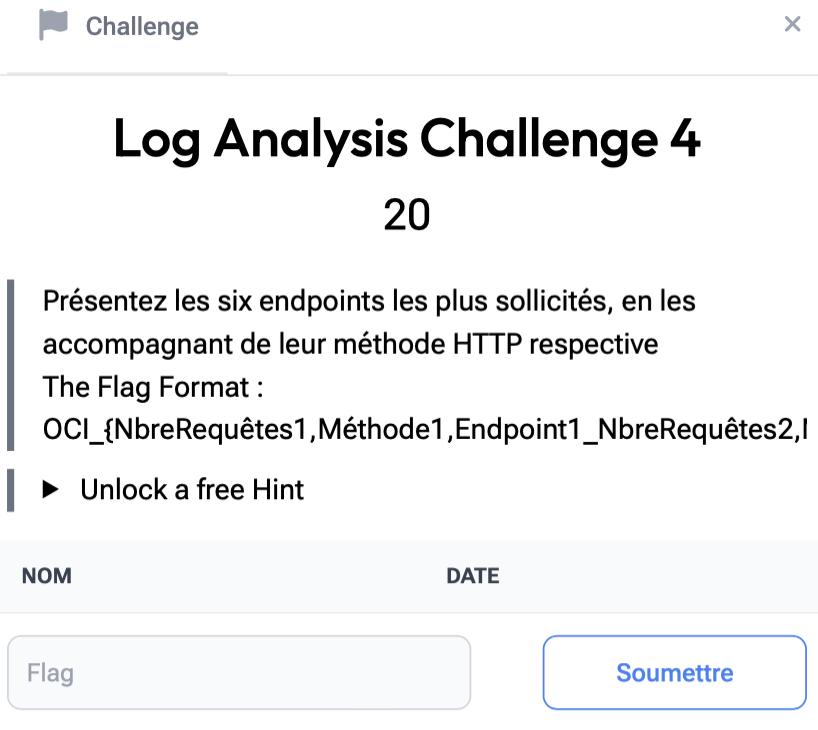 Challenge
Log Analysis Challenge 4
20
Présentez les six endpoints les plus sollicités, en les
accompagnant de leur méthode HTTP respective
The Flag Format :
OCI_{NbreRequêtes1,Méthode1,Endpoint1_NbreRequêtes2,
Unlock a free Hint
NOM DATE
Flag Soumettre